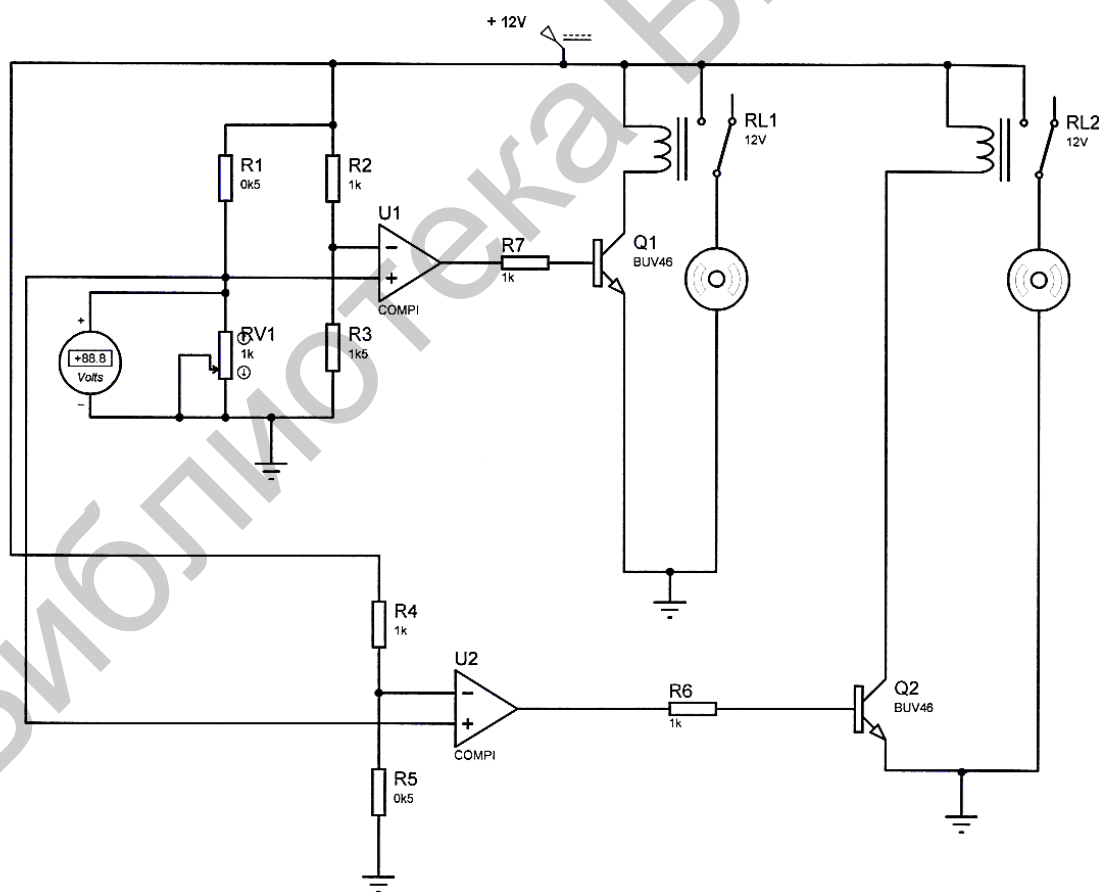 + 12V
RL1
12V
RL2
12V
R1
0k5
R2
1k
U1
−
+
COMPI
R7
1k
Q1
BUV46
+
+88.8
Volts
−
RV1
1k
R3
1k5
R4
1k
U2
−
+
COMPI
R6
1k
Q2
BUV46
R5
0k5
Библиотека Б